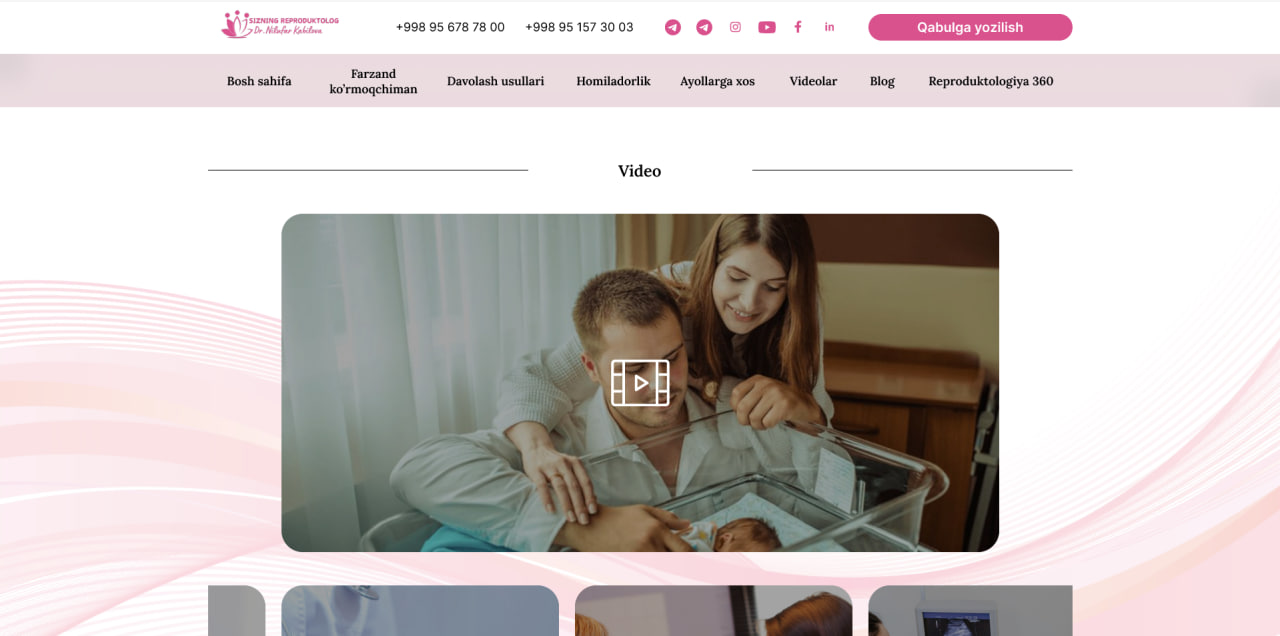 SIZNING REPRODUKTOLOG
Dr. Nilufar Kabilova
+998 95 678 78 00
+998 95 157 30 03
in
Qabulga yozilish
Bosh sahifa
Farzand
ko'rmoqchiman
Davolash usullari
Homiladorlik
Ayollarga xos
Videolar
Blog
Reproduktologiya 360
Video